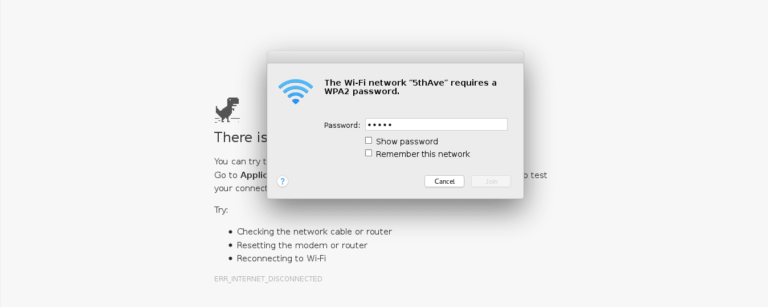 The Wi-Fi network “5thAve” requires a
WPA2 password.
Password: •••••
Show password
Remember this network
?
Cancel
Join
There is
You can try t
Go to Applic
o test
your connect
Try:
• Checking the network cable or router
• Resetting the modem or router
• Reconnecting to Wi-Fi
ERR_INTERNET_DISCONNECTED